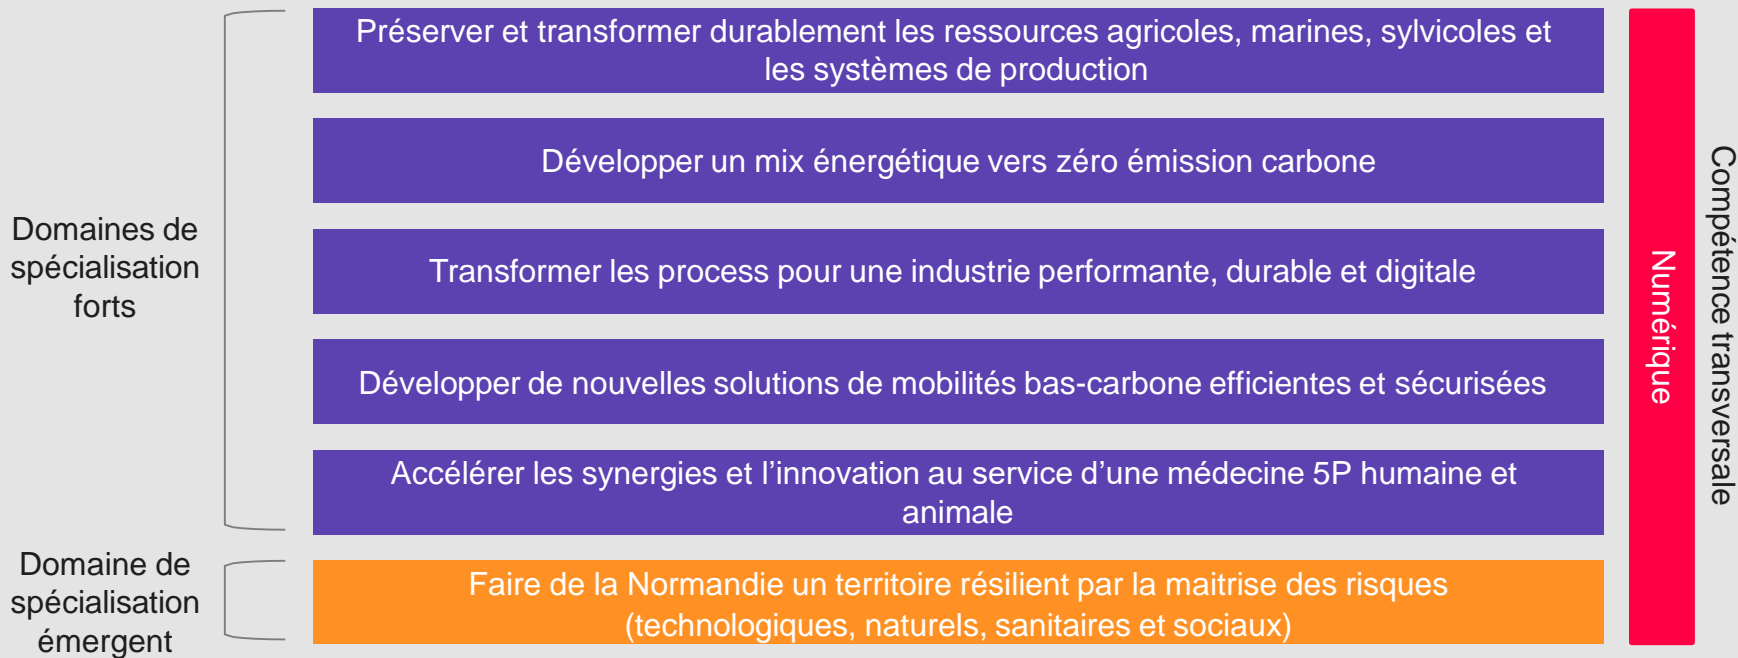 Domaines de
spécialisation
forts
Préserver et transformer durablement les ressources agricoles, marines, sylvicoles et
les systèmes de production
Développer un mix énergétique vers zéro émission carbone
Transformer les process pour une industrie performante, durable et digitale
Développer de nouvelles solutions de mobilités bas-carbone efficientes et sécurisées
Accélérer les synergies et l’innovation au service d’une médecine 5P humaine et
animale
Domaine de
spécialisation
émergent
Faire de la Normandie un territoire résilient par la maitrise des risques
(technologiques, naturels, sanitaires et sociaux)
Numérique
Compétence transversale